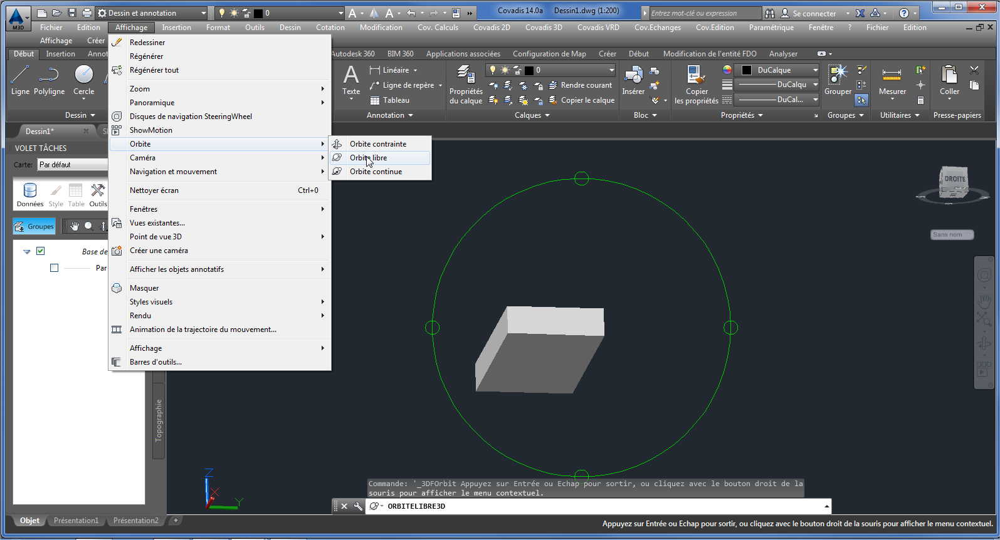 Dessin et annotation
0
Covadis 14.0a Dessin1.dwg (1:200)
Entrez mot-clé ou expression
Se connecter
M3D
Fichier Edition Affichage Insertion Format Outils Dessin Cotation Modification Cov. Calculs Covadis 2D Covadis 3D Covadis VRD Cov.Echanges Cov.Edition Paramétrique Fenêtre ? Fichier Edition
Affichage Créer
Début Insertion Annot
Autodesk 360 BIM 360 Applications associées Configuration de Map Créer Début Modification de l'entité FDO Analyser
Ligne Polyligne Cercle
Dessin
Texte
Linéaire
Ligne de repère
Tableau
Annotation
Propriétés du calque
0
Rendre courant
Copier le calque
Calques
Insérer
Bloc
Copier les propriétés
DuCalque
DuCalqu
DuCal...
Propriétés
Grouper
Groupes
Mesurer
Utilitaires
Coller
Presse-papiers
Dessin1*
VOLET TÂCHES
Carte: Par défaut
Données Style Table Outils
Groupes
Base de
Par
Redessiner
Régénérer
Régénérer tout
Zoom
Panoramique
Disques de navigation SteeringWheel
ShowMotion
Orbite
Caméra
Navigation et mouvement
Nettoyer écran Ctrl+0
Fenêtres
Vues existantes...
Point de vue 3D
Créer une caméra
Afficher les objets annotatifs
Masquer
Styles visuels
Rendu
Animation de la trajectoire du mouvement...
Affichage
Barres d'outils...
Orbite contrainte
Orbite libre
Orbite continue
DROITE
Sans nom
Topographie
Z
X
Y
Commande: '_3DFOrbit Appuyez sur Entrée ou Echap pour sortir, ou cliquez avec le bouton droit de la
souris pour afficher le menu contextuel.
ORBITELIBRE3D
Objet Présentation1 Présentation2 +
Appuyez sur Entrée ou Echap pour sortir, ou cliquez avec le bouton droit de la souris pour afficher le menu contextuel.